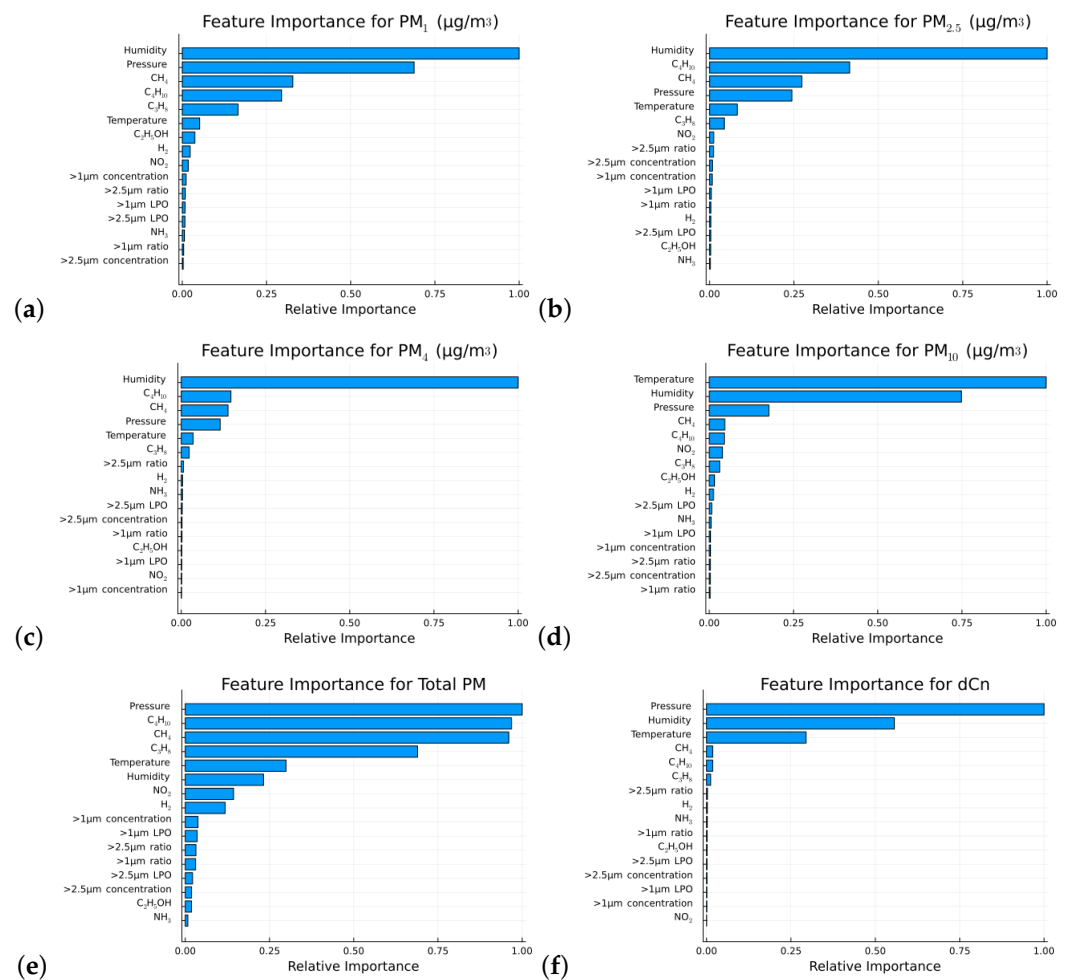 Feature Importance for PM₁ (µg/m³)
Humidity
Pressure
CH₄
C₄H₁₀
C₃H₈
Temperature
C₂H₅OH
H₂
NO₂
>1µm concentration
>2.5µm ratio
>1µm LPO
>2.5µm LPO
NH₃
>1µm ratio
>2.5µm concentration
0.00 0.25 0.50 0.75 1.00
Relative Importance
(a)
Feature Importance for PM₂.₅ (µg/m³)
Humidity
C₄H₁₀
CH₄
Pressure
Temperature
C₃H₈
NO₂
>2.5µm ratio
>2.5µm concentration
>1µm concentration
>1µm LPO
>1µm ratio
H₂
>2.5µm LPO
C₂H₅OH
NH₃
0.00 0.25 0.50 0.75 1.00
Relative Importance
(b)
Feature Importance for PM₄ (µg/m³)
Humidity
C₄H₁₀
CH₄
Pressure
Temperature
C₃H₈
>2.5µm ratio
H₂
NH₃
>2.5µm LPO
>2.5µm concentration
>1µm ratio
C₂H₅OH
>1µm LPO
NO₂
>1µm concentration
0.00 0.25 0.50 0.75 1.00
Relative Importance
(c)
Feature Importance for PM₁₀ (µg/m³)
Temperature
Humidity
Pressure
CH₄
C₄H₁₀
NO₂
C₃H₈
C₂H₅OH
H₂
>2.5µm LPO
NH₃
>1µm LPO
>1µm concentration
>2.5µm ratio
>2.5µm concentration
>1µm ratio
0.00 0.25 0.50 0.75 1.00
Relative Importance
(d)
Feature Importance for Total PM
Pressure
C₄H₁₀
CH₄
C₃H₈
Temperature
Humidity
NO₂
H₂
>1µm concentration
>1µm LPO
>2.5µm ratio
>1µm ratio
>2.5µm LPO
>2.5µm concentration
C₂H₅OH
NH₃
0.00 0.25 0.50 0.75 1.00
Relative Importance
(e)
Feature Importance for dCn
Pressure
Humidity
Temperature
CH₄
C₄H₁₀
C₃H₈
>2.5µm ratio
H₂
NH₃
>1µm ratio
C₂H₅OH
>2.5µm LPO
>2.5µm concentration
>1µm LPO
>1µm concentration
NO₂
0.00 0.25 0.50 0.75 1.00
Relative Importance
(f)